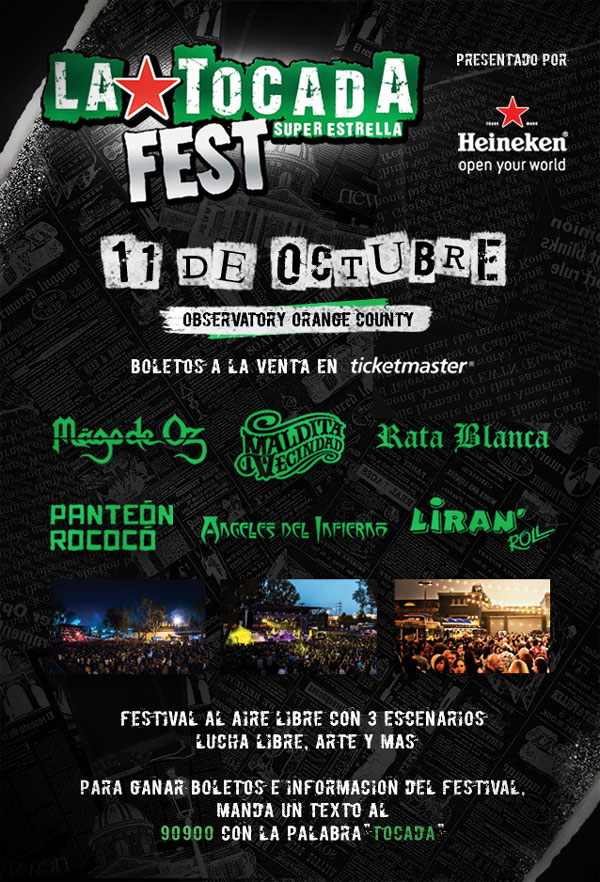 LA TOCADA
SUPER ESTRELLA
FEST
PRESENTADO POR
TRADE MARK
Heineken®
open your world
11 DE OCTUBRE
OBSERVATORY ORANGE COUNTY
BOLETOS A LA VENTA EN ticketmaster®
Mägo de Oz
MALDITA VECINDAD
Rata Blanca
PANTEÓN ROCOCÓ
ANGELES DEL INFIERNO
LIRAN' ROLL
FESTIVAL AL AIRE LIBRE CON 3 ESCENARIOS
LUCHA LIBRE, ARTE Y MAS
PARA GANAR BOLETOS E INFORMACION DEL FESTIVAL,
MANDA UN TEXTO AL
90900 CON LA PALABRA "TOCADA"